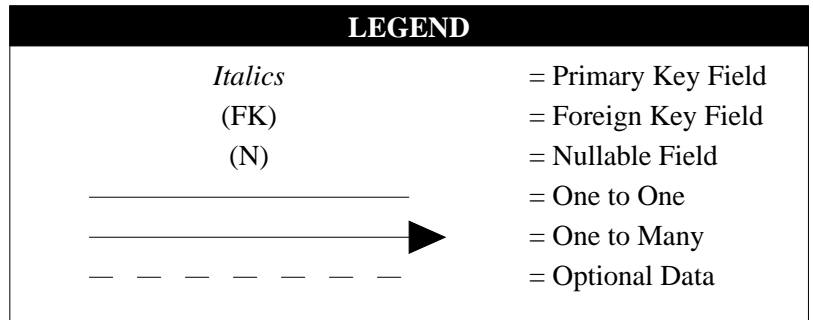 LEGEND
Italics = Primary Key Field
(FK) = Foreign Key Field
(N) = Nullable Field
= One to One
= One to Many
= Optional Data